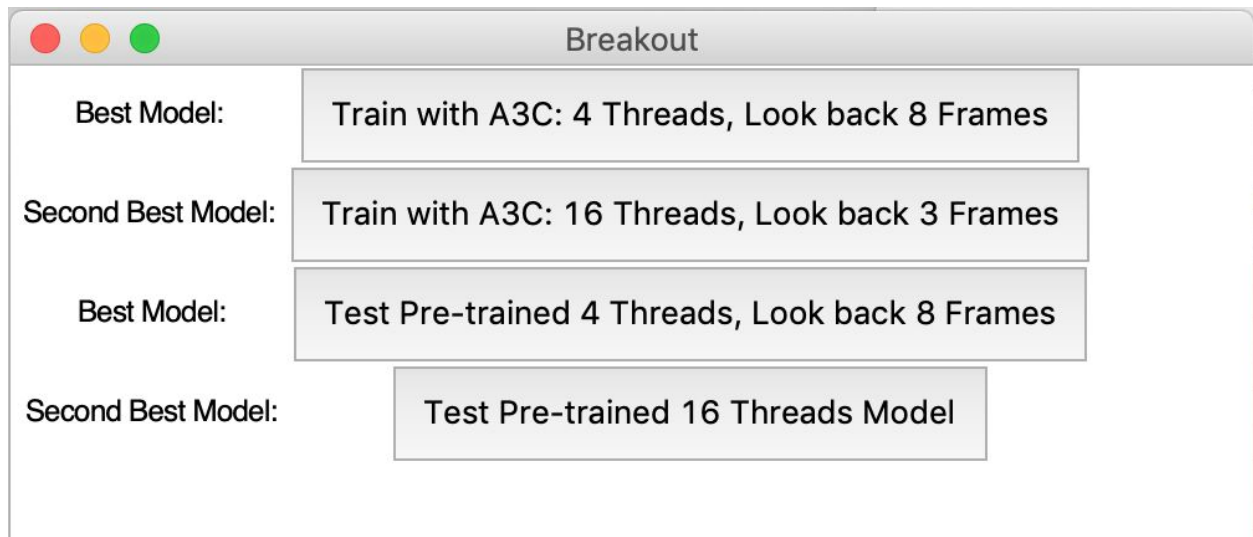 Breakout
Best Model: Train with A3C: 4 Threads, Look back 8 Frames
Second Best Model: Train with A3C: 16 Threads, Look back 3 Frames
Best Model: Test Pre-trained 4 Threads, Look back 8 Frames
Second Best Model: Test Pre-trained 16 Threads Model